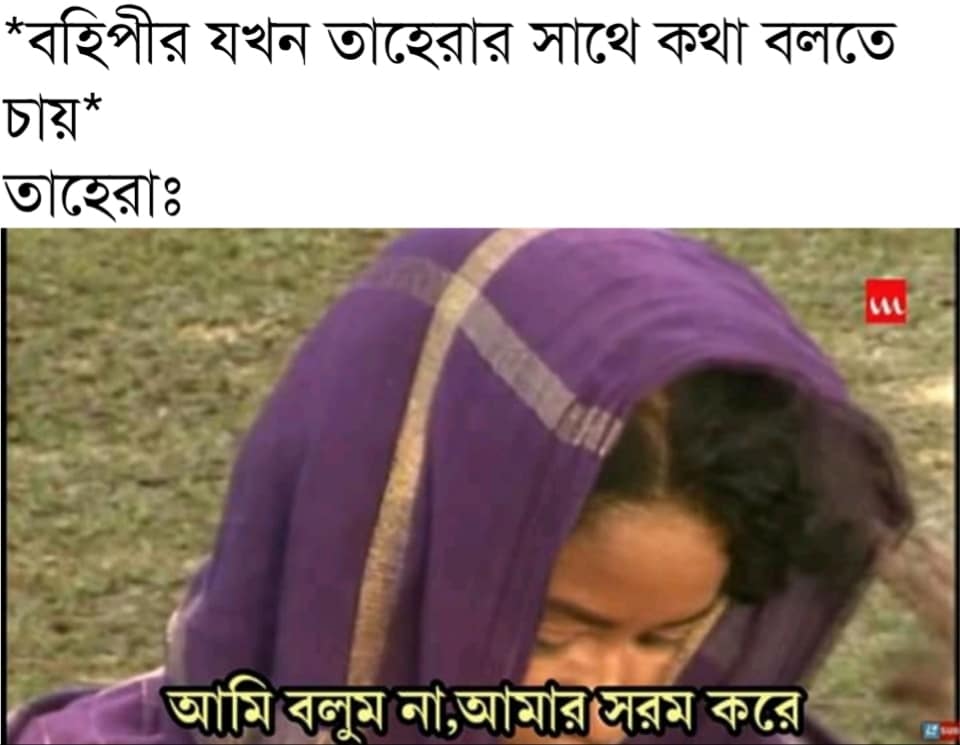 *বহিপীর যখন তাহেরার সাথে কথা বলতে
চায়*
তাহেরাঃ
আমি বলুম না,আমার সরম করে